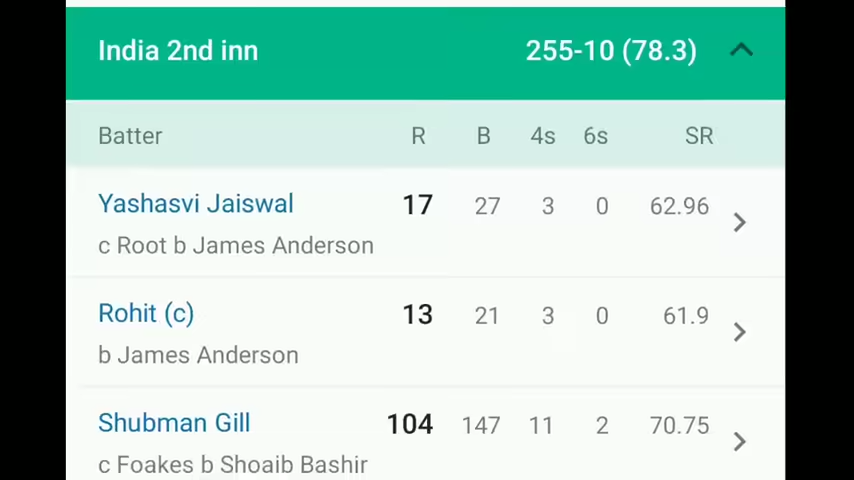 India 2nd inn 255-10 (78.3)
Batter R B 4s 6s SR
Yashasvi Jaiswal 17 27 3 0 62.96
c Root b James Anderson
Rohit (c) 13 21 3 0 61.9
b James Anderson
Shubman Gill 104 147 11 2 70.75
c Foakes b Shoaib Bashir